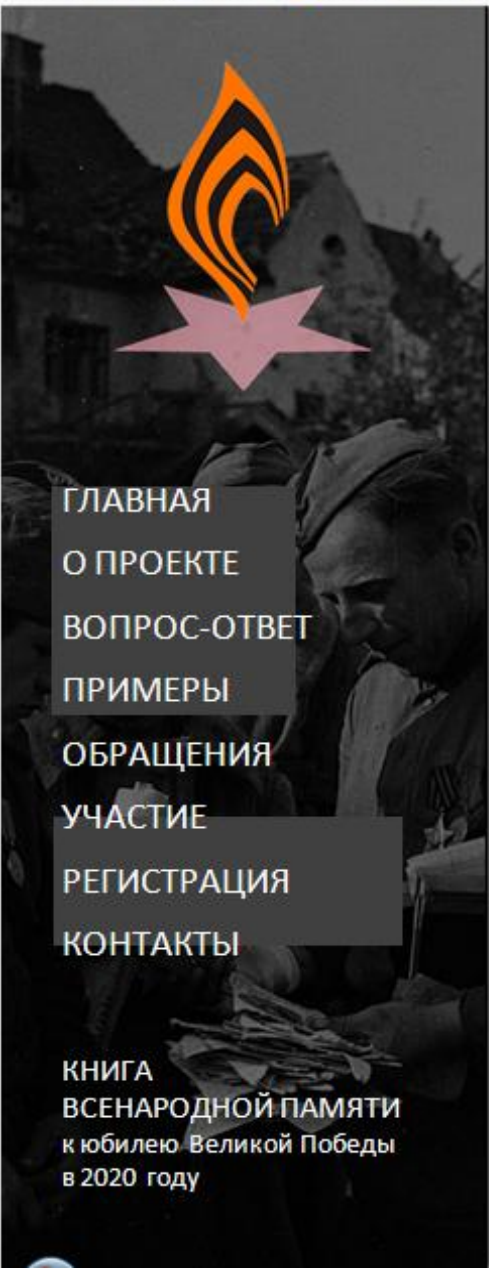 ГЛАВНАЯ
О ПРОЕКТЕ
ВОПРОС-ОТВЕТ
ПРИМЕРЫ
ОБРАЩЕНИЯ
УЧАСТИЕ
РЕГИСТРАЦИЯ
КОНТАКТЫ
КНИГА
ВСЕНАРОДНОЙ ПАМЯТИ
к юбилею Великой Победы
в 2020 году